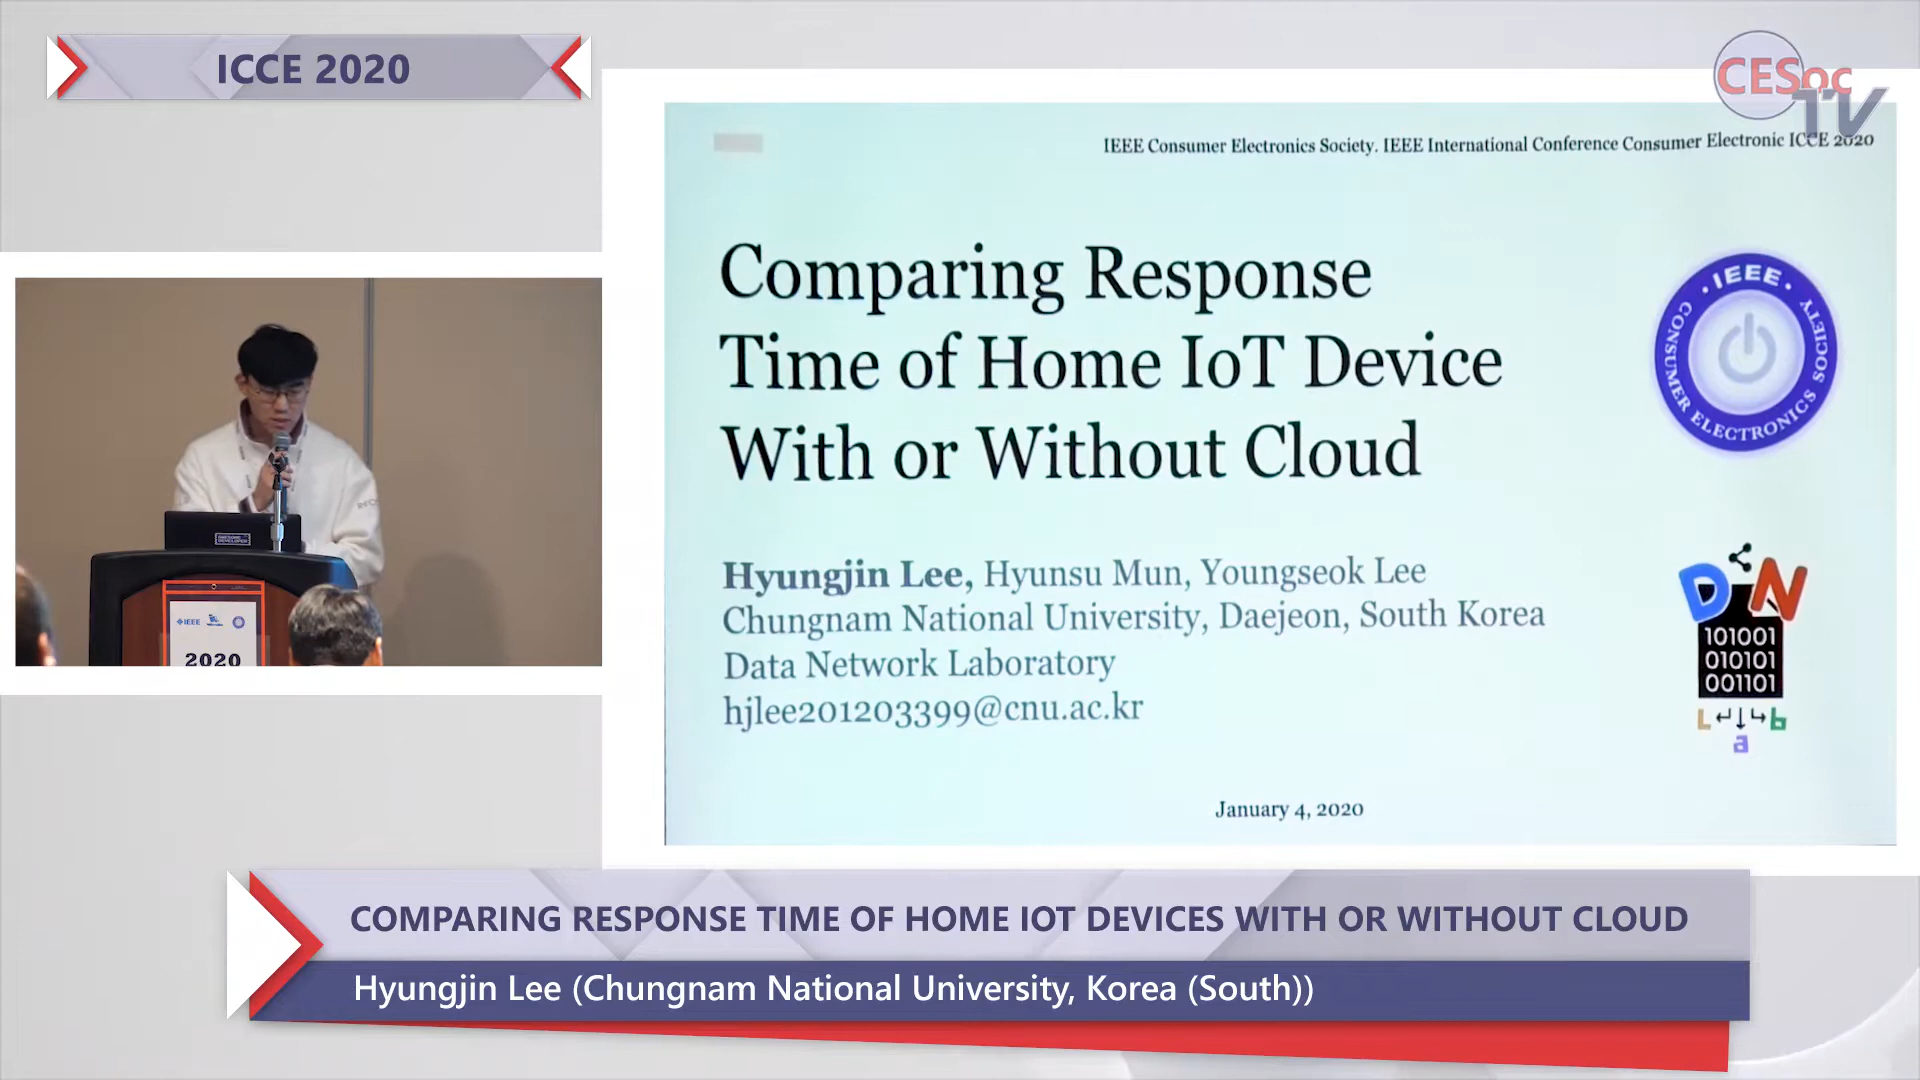 ICCE 2020
CESoc
TV
IEEE Consumer Electronics Society. IEEE International Conference Consumer Electronic ICCE 2020
Comparing Response
Time of Home IoT Device
With or Without Cloud
· IEEE ·
CONSUMER ELECTRONICS SOCIETY
Hyungjin Lee, Hyunsu Mun, Youngseok Lee
Chungnam National University, Daejeon, South Korea
Data Network Laboratory
hjlee201203399@cnu.ac.kr
D N
101001
010101
001101
L b
a
January 4, 2020
AWESOME
DEVELOPER
IEEE
2020
COMPARING RESPONSE TIME OF HOME IOT DEVICES WITH OR WITHOUT CLOUD
Hyungjin Lee (Chungnam National University, Korea (South))